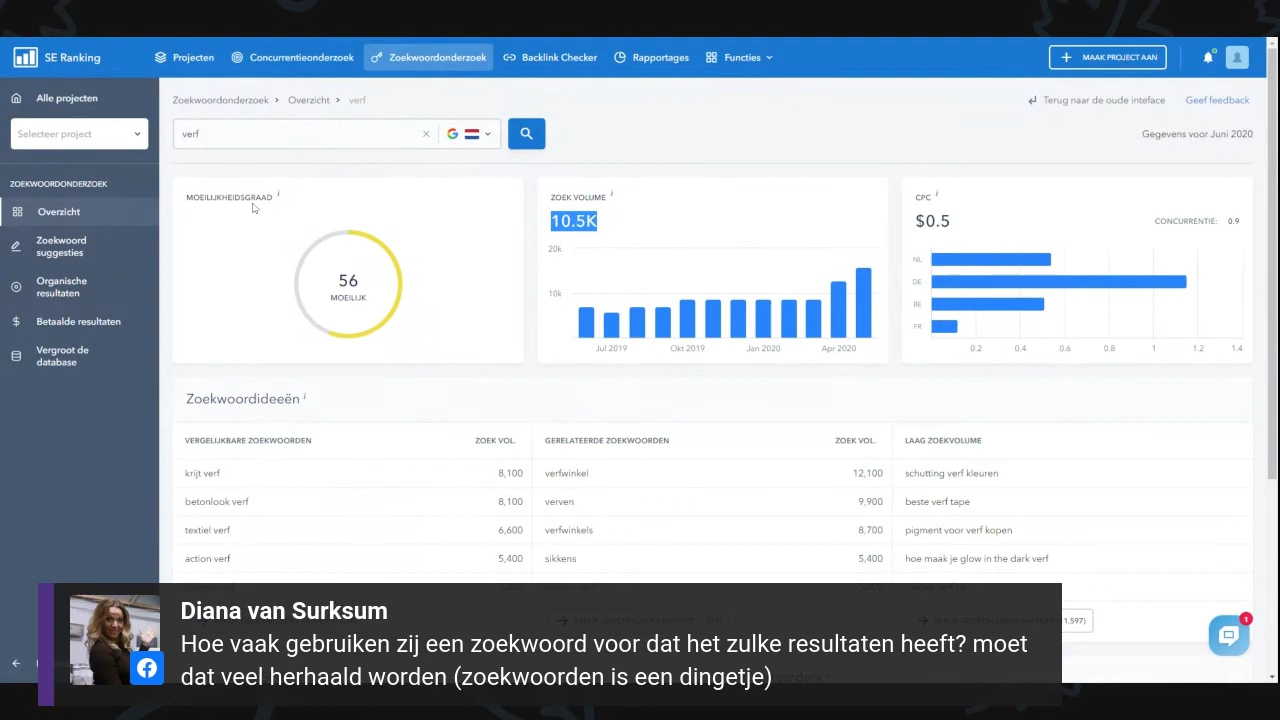 SE Ranking
Projecten
Concurrentieonderzoek
Zoekwoordonderzoek
Backlink Checker
Rapportages
Functies
MAAK PROJECT AAN
Alle projecten
Selecteer project
ZOEKWOORDONDERZOEK
Overzicht
Zoekwoord
suggesties
Organische
resultaten
Betaalde resultaten
Vergroot de
database
Zoekwoordonderzoek > Overzicht > verf
Terug naar de oude inteface
Geef feedback
verf
Gegevens voor Juni 2020
MOEILIJKHEIDSGRAAD i
56
MOEILIJK
ZOEK VOLUME i
10.5K
20k
10k
Jul 2019 Okt 2019 Jan 2020 Apr 2020
CPC i
$0.5
CONCURRENTIE: 0.9
NL
DE
BE
FR
0.2 0.4 0.6 0.8 1 1.2 1.4
Zoekwoordideeën i
VERGELIJKBARE ZOEKWOORDEN ZOEK VOL. GERELATEERDE ZOEKWOORDEN ZOEK VOL. LAAG ZOEKVOLUME
krijt verf 8,100 verfwinkel 12,100 schutting verf kleuren
betonlook verf 8,100 verven 9,900 beste verf tape
textiel verf 6,600 verfwinkels 8,700 pigment voor verf kopen
action verf 5,400 sikkens 5,400 hoe maak je glow in the dark verf
1
Diana van Surksum
Hoe vaak gebruiken zij een zoekwoord voor dat het zulke resultaten heeft? moet
dat veel herhaald worden (zoekwoorden is een dingetje)